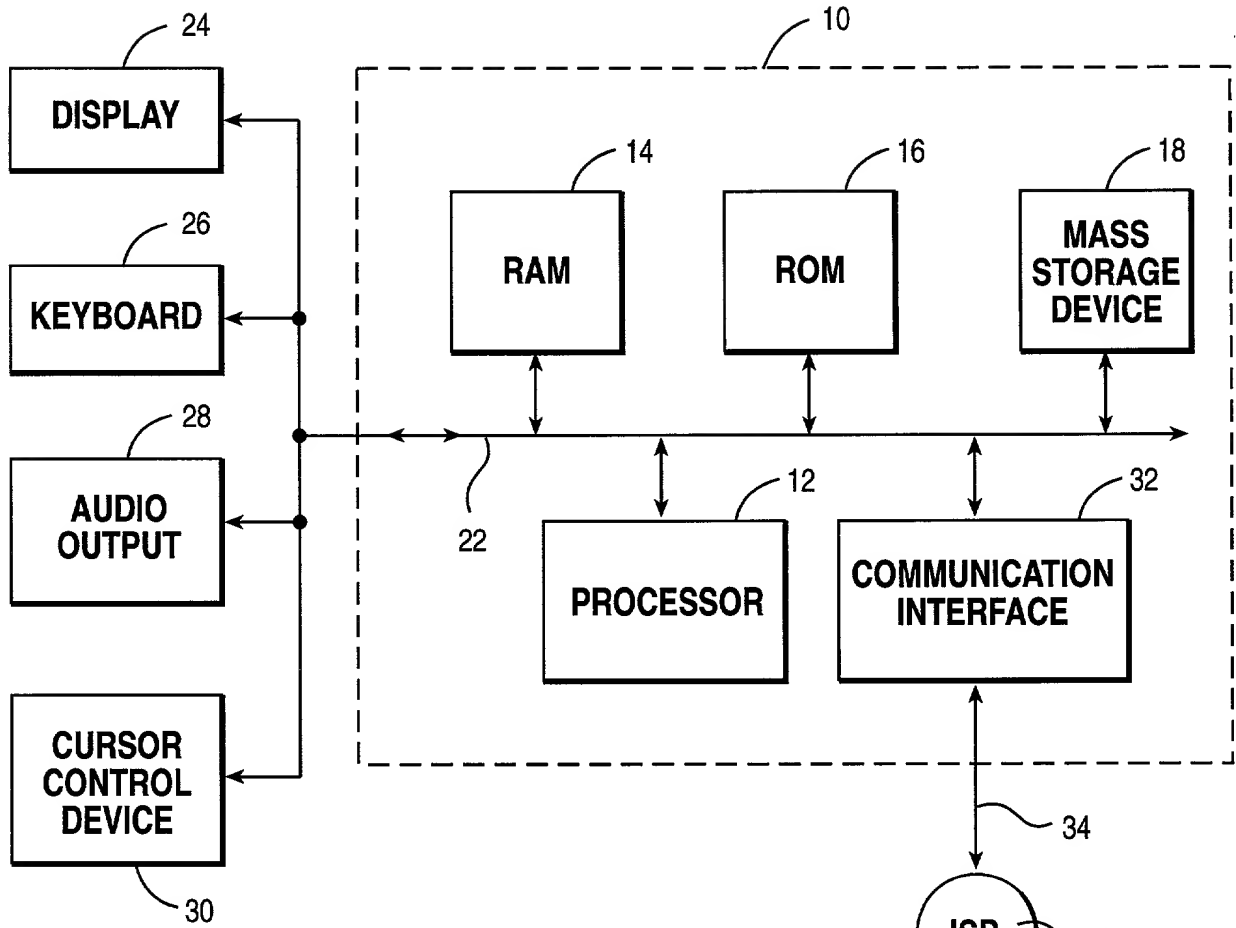 24
10
DISPLAY
14
16
18
RAM
ROM
MASS
STORAGE
DEVICE
26
KEYBOARD
28
AUDIO
OUTPUT
22
12
32
PROCESSOR
COMMUNICATION
INTERFACE
CURSOR
CONTROL
DEVICE
34
30